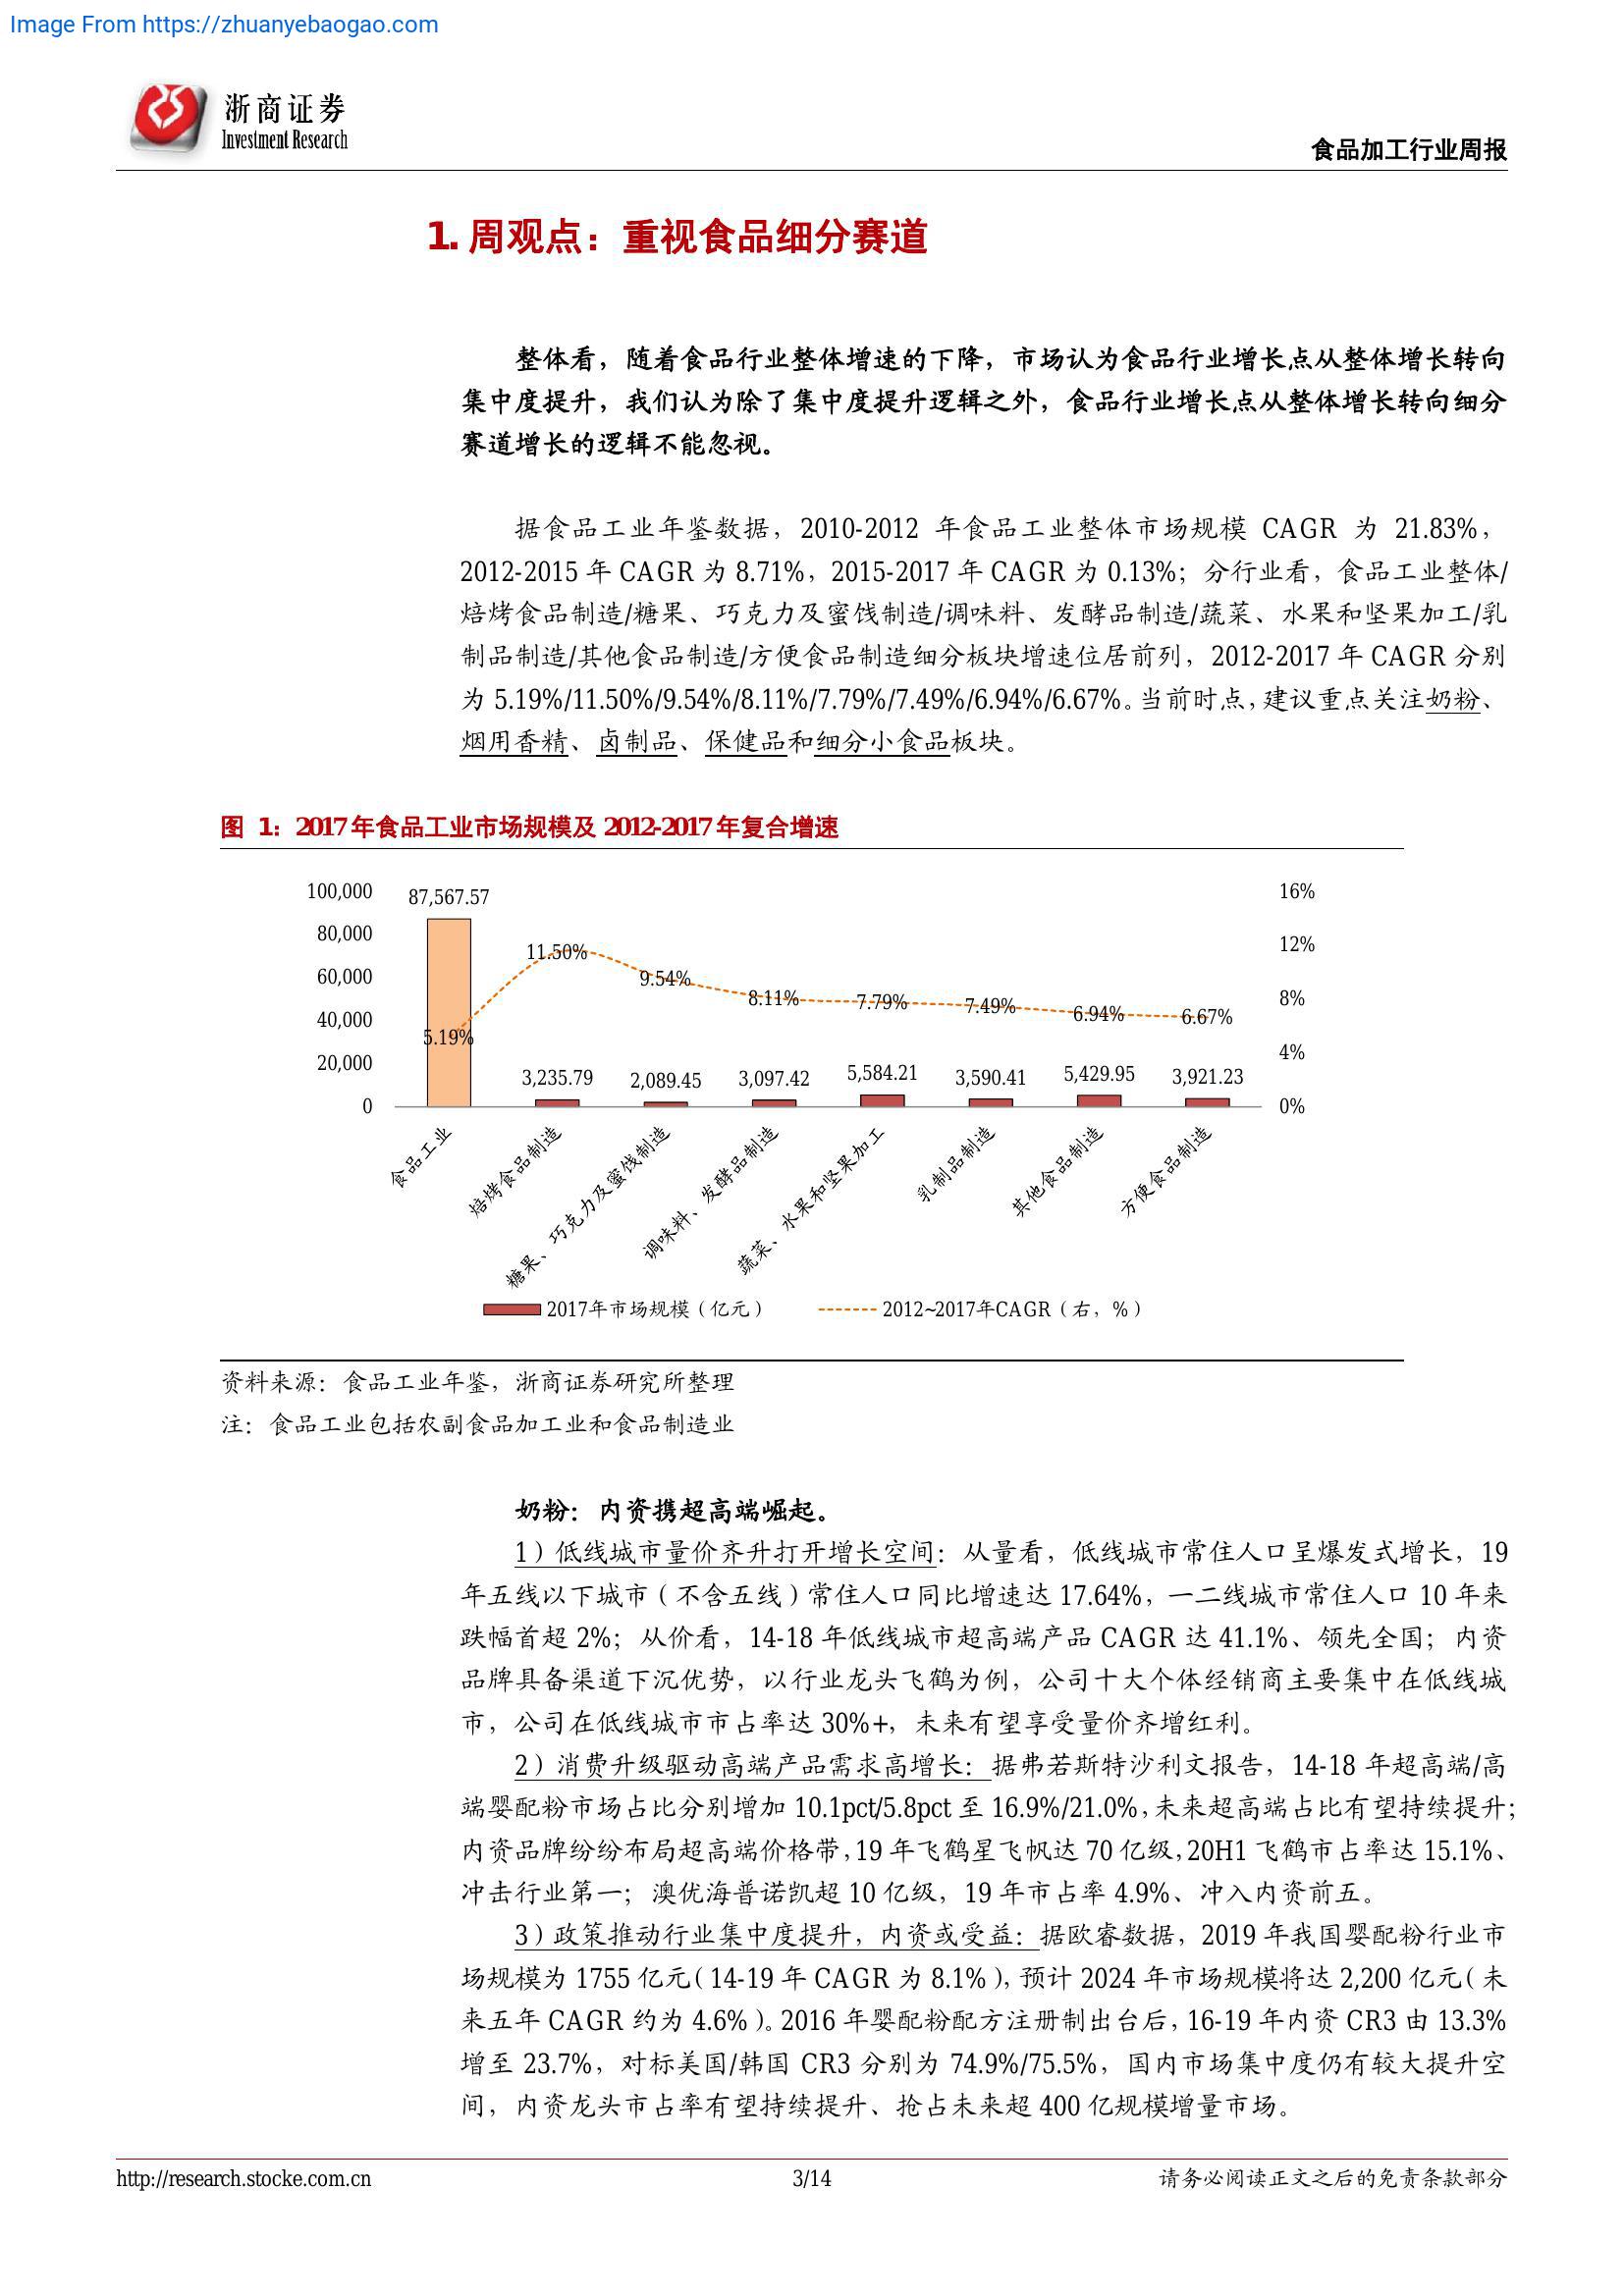 Image From https://zhuanyebaogao.com
浙商证券
Investment Research
食品加工行业周报
1. 周观点：重视食品细分赛道
整体看，随着食品行业整体增速的下降，市场认为食品行业增长点从整体增长转向
集中度提升，我们认为除了集中度提升逻辑之外，食品行业增长点从整体增长转向细分
赛道增长的逻辑不能忽视。
据食品工业年鉴数据，2010-2012 年食品工业整体市场规模 CAGR 为 21.83%，
2012-2015 年 CAGR 为 8.71%，2015-2017 年 CAGR 为 0.13%；分行业看，食品工业整体/
焙烤食品制造/糖果、巧克力及蜜饯制造/调味料、发酵品制造/蔬菜、水果和坚果加工/乳
制品制造/其他食品制造/方便食品制造细分板块增速位居前列，2012-2017 年 CAGR 分别
为 5.19%/11.50%/9.54%/8.11%/7.79%/7.49%/6.94%/6.67%。当前时点，建议重点关注奶粉、
烟用香精、卤制品、保健品和细分小食品板块。
图 1：2017 年食品工业市场规模及 2012-2017 年复合增速
100,000
80,000
60,000
40,000
20,000
0
87,567.57
3,235.79
2,089.45
3,097.42
5,584.21
3,590.41
5,429.95
3,921.23
5.19%
11.50%
9.54%
8.11%
7.79%
7.49%
6.94%
6.67%
16%
12%
8%
4%
0%
食品工业
焙烤食品制造
糖果、巧克力及蜜饯制造
调味料、发酵品制造
蔬菜、水果和坚果加工
乳制品制造
其他食品制造
方便食品制造
2017年市场规模（亿元）
2012~2017年CAGR（右，%）
资料来源：食品工业年鉴，浙商证券研究所整理
注：食品工业包括农副食品加工业和食品制造业
奶粉：内资携超高端崛起。
1）低线城市量价齐升打开增长空间：从量看，低线城市常住人口呈爆发式增长，19
年五线以下城市（不含五线）常住人口同比增速达 17.64%，一二线城市常住人口 10 年来
跌幅首超 2%；从价看，14-18 年低线城市超高端产品 CAGR 达 41.1%、领先全国；内资
品牌具备渠道下沉优势，以行业龙头飞鹤为例，公司十大个体经销商主要集中在低线城
市，公司在低线城市市占率达 30%+，未来有望享受量价齐增红利。
2）消费升级驱动高端产品需求高增长：据弗若斯特沙利文报告，14-18 年超高端/高
端婴配粉市场占比分别增加 10.1pct/5.8pct 至 16.9%/21.0%，未来超高端占比有望持续提升；
内资品牌纷纷布局超高端价格带，19 年飞鹤星飞帆达 70 亿级，20H1 飞鹤市占率达 15.1%、
冲击行业第一；澳优海普诺凯超 10 亿级，19 年市占率 4.9%、冲入内资前五。
3）政策推动行业集中度提升，内资或受益：据欧睿数据，2019 年我国婴配粉行业市
场规模为 1755 亿元（14-19 年 CAGR 为 8.1%），预计 2024 年市场规模将达 2,200 亿元（未
来五年 CAGR 约为 4.6%）。2016 年婴配粉配方注册制出台后，16-19 年内资 CR3 由 13.3%
增至 23.7%，对标美国/韩国 CR3 分别为 74.9%/75.5%，国内市场集中度仍有较大提升空
间，内资龙头市占率有望持续提升、抢占未来超 400 亿规模增量市场。
http://research.stocke.com.cn
3/14
请务必阅读正文之后的免责条款部分